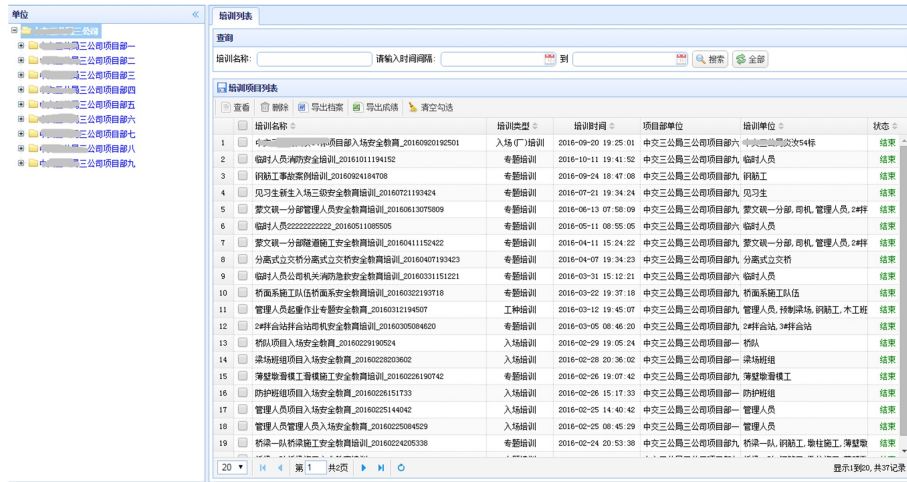 单位
培训列表
三公司
局三公司项目部一
三公司项目部二
三公司项目部三
三公司项目部四
局三公司项目部五
三公司项目部六
三公司项目部七
三公司项目部八
三公司项目部九
查询
培训名称: 请输入时间间隔: 到 搜索 全部
培训项目列表
查看 删除 导出档案 导出成绩 清空勾选
培训名称 培训类型 培训时间 项目部单位 培训单位 状态
1 项目部入场安全教育_20160920192501 入场(厂)培训 2016-09-20 19:25:01 中交三公局三公司项目部六 54标 结束
2 临时人员消防安全培训_20161011194152 专题培训 2016-10-11 19:41:52 中交三公局三公司项目部九 临时人员 结束
3 钢筋工事故案例培训_20160924184708 专题培训 2016-09-24 18:47:08 中交三公局三公司项目部九 钢筋工 结束
4 见习生新生入场三级安全教育培训_20160721193424 专题培训 2016-07-21 19:34:24 中交三公局三公司项目部九 见习生 结束
5 蒙文砚一分部管理人员安全教育培训_20160613075809 专题培训 2016-06-13 07:58:09 中交三公局三公司项目部九 蒙文砚一分部,司机,管理人员,2#拌 结束
6 临时人员22222222222_20160511085505 专题培训 2016-05-11 08:55:05 中交三公局三公司项目部六 临时人员 结束
7 蒙文砚一分部隧道施工安全教育培训_20160411152422 专题培训 2016-04-11 15:24:22 中交三公局三公司项目部九 蒙文砚一分部,司机,管理人员,2#拌 结束
8 分离式立交桥分离式立交桥安全教育培训_20160407193423 专题培训 2016-04-07 19:34:23 中交三公局三公司项目部九 分离式立交桥 结束
9 临时人员公司机关消防急救安全教育培训_20160331151221 专题培训 2016-03-31 15:12:21 中交三公局三公司项目部六 临时人员 结束
10 桥面系施工队伍桥面系安全教育培训_20160322193718 专题培训 2016-03-22 19:37:18 中交三公局三公司项目部九 桥面系施工队伍 结束
11 管理人员起重作业专题安全教育_20160312194507 工种培训 2016-03-12 19:45:07 中交三公局三公司项目部九 管理人员,预制梁场,钢筋工,木工班 结束
12 2#拌合站拌合站司机安全教育培训_20160305084620 专题培训 2016-03-05 08:46:20 中交三公局三公司项目部九 2#拌合站,3#拌合站 结束
13 桥队项目入场安全教育_20160229190524 入场培训 2016-02-29 19:05:24 中交三公局三公司项目部一 桥队 结束
14 梁场班组项目入场安全教育_20160228203602 入场培训 2016-02-28 20:36:02 中交三公局三公司项目部一 梁场班组 结束
15 薄壁墩滑模工滑模施工安全教育培训_20160226190742 专题培训 2016-02-26 19:07:42 中交三公局三公司项目部九 薄壁墩滑模工 结束
16 防护班组项目入场安全教育_20160226151733 入场培训 2016-02-26 15:17:33 中交三公局三公司项目部一 防护班组 结束
17 管理人员项目入场安全教育_20160225144042 入场培训 2016-02-25 14:40:42 中交三公局三公司项目部一 管理人员 结束
18 管理人员管理人员入场安全教育_20160225084529 入场培训 2016-02-25 08:45:29 中交三公局三公司项目部一 管理人员 结束
19 桥梁一队桥梁施工安全教育培训_20160224205338 专题培训 2016-02-24 20:53:38 中交三公局三公司项目部九 桥梁一队,钢筋工,墩柱施工,薄壁墩 结束
20 第 1 共2页 显示1到20,共37记录